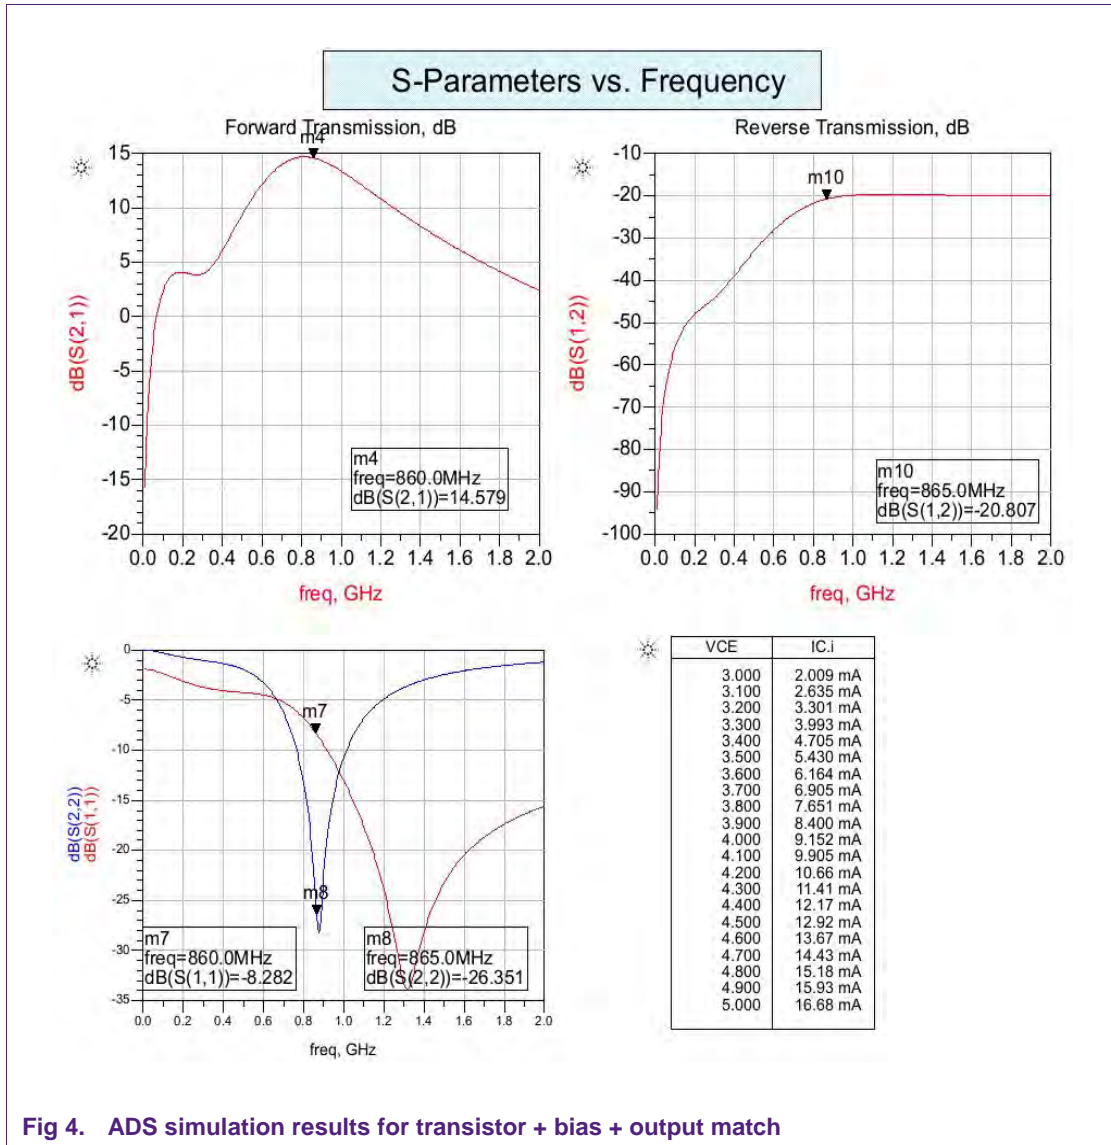 S-Parameters vs. Frequency
Forward Transmission, dB
m4
15
10
5
0
-5
-10
-15
-20
dB(S(2,1))
m4
freq=860.0MHz
dB(S(2,1))=14.579
0.0 0.2 0.4 0.6 0.8 1.0 1.2 1.4 1.6 1.8 2.0
freq, GHz
Reverse Transmission, dB
m10
-10
-20
-30
-40
-50
-60
-70
-80
-90
-100
dB(S(1,2))
m10
freq=865.0MHz
dB(S(1,2))=-20.807
0.0 0.2 0.4 0.6 0.8 1.0 1.2 1.4 1.6 1.8 2.0
freq, GHz
0
-5
-10
-15
-20
-25
-30
-35
dB(S(2,2))
dB(S(1,1))
m7
m8
m7
freq=860.0MHz
dB(S(1,1))=-8.282
m8
freq=865.0MHz
dB(S(2,2))=-26.351
0.0 0.2 0.4 0.6 0.8 1.0 1.2 1.4 1.6 1.8 2.0
freq, GHz
VCE IC.i
3.000 2.009 mA
3.100 2.635 mA
3.200 3.301 mA
3.300 3.993 mA
3.400 4.705 mA
3.500 5.430 mA
3.600 6.164 mA
3.700 6.905 mA
3.800 7.651 mA
3.900 8.400 mA
4.000 9.152 mA
4.100 9.905 mA
4.200 10.66 mA
4.300 11.41 mA
4.400 12.17 mA
4.500 12.92 mA
4.600 13.67 mA
4.700 14.43 mA
4.800 15.18 mA
4.900 15.93 mA
5.000 16.68 mA
Fig 4. ADS simulation results for transistor + bias + output match